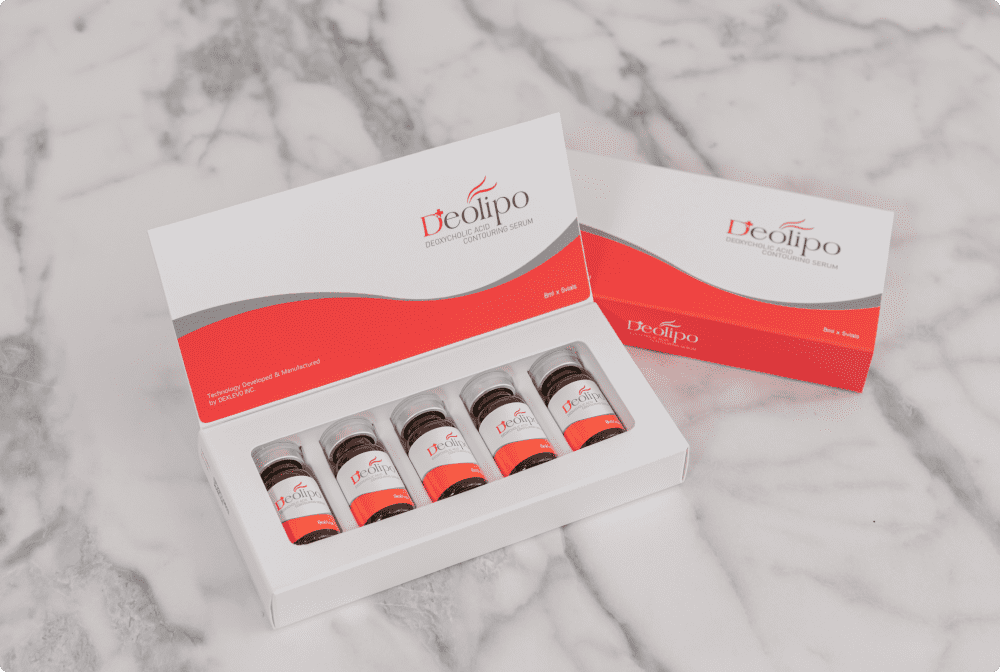 Deolipo
DEOXYCHOLIC ACID
CONTOURING SERUM
8ml x 5vials
Technology Developed & Manufactured
by DEXLEVO INC.
Deolipo
DEOXYCHOLIC ACID
CONTOURING SERUM
8ml x 5vials
Deolipo
Deolipo
Deolipo
Deolipo
Deolipo
Deolipo